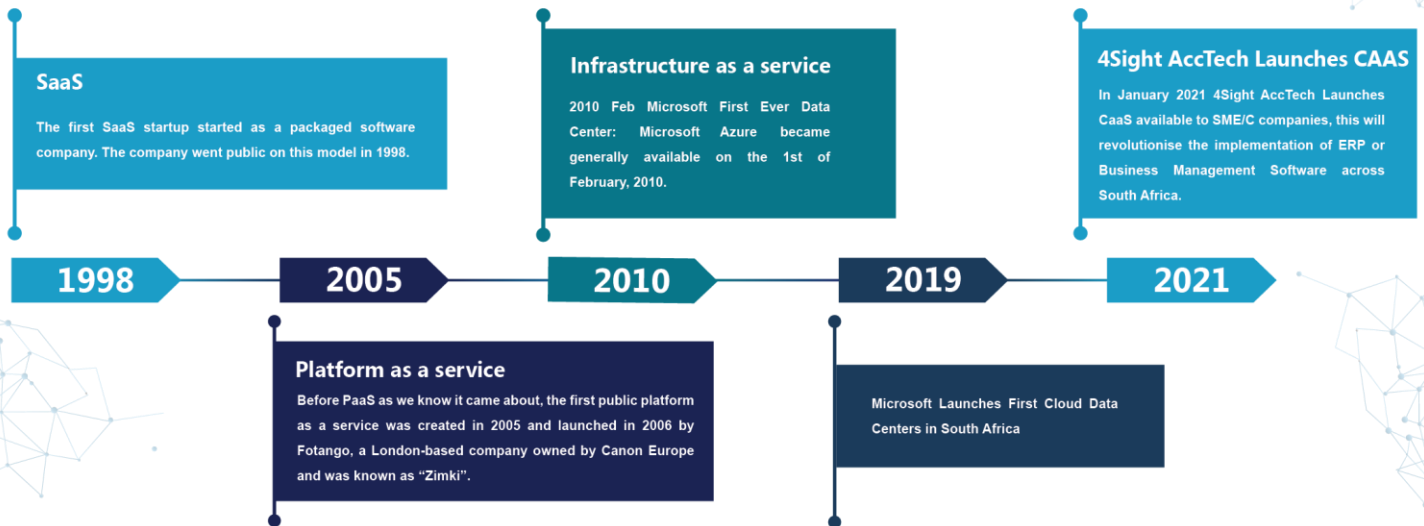 SaaS
The first SaaS startup started as a packaged software
company. The company went public on this model in 1998.
Infrastructure as a service
2010 Feb Microsoft First Ever Data
Center: Microsoft Azure became
generally available on the 1st of
February, 2010.
4Sight AccTech Launches CAAS
In January 2021 4Sight AccTech Launches
CaaS available to SME/C companies, this will
revolutionise the implementation of ERP or
Business Management Software across
South Africa.
1998
2005
2010
2019
2021
Platform as a service
Before PaaS as we know it came about, the first public platform
as a service was created in 2005 and launched in 2006 by
Fotango, a London-based company owned by Canon Europe
and was known as “Zimki”.
Microsoft Launches First Cloud Data
Centers in South Africa